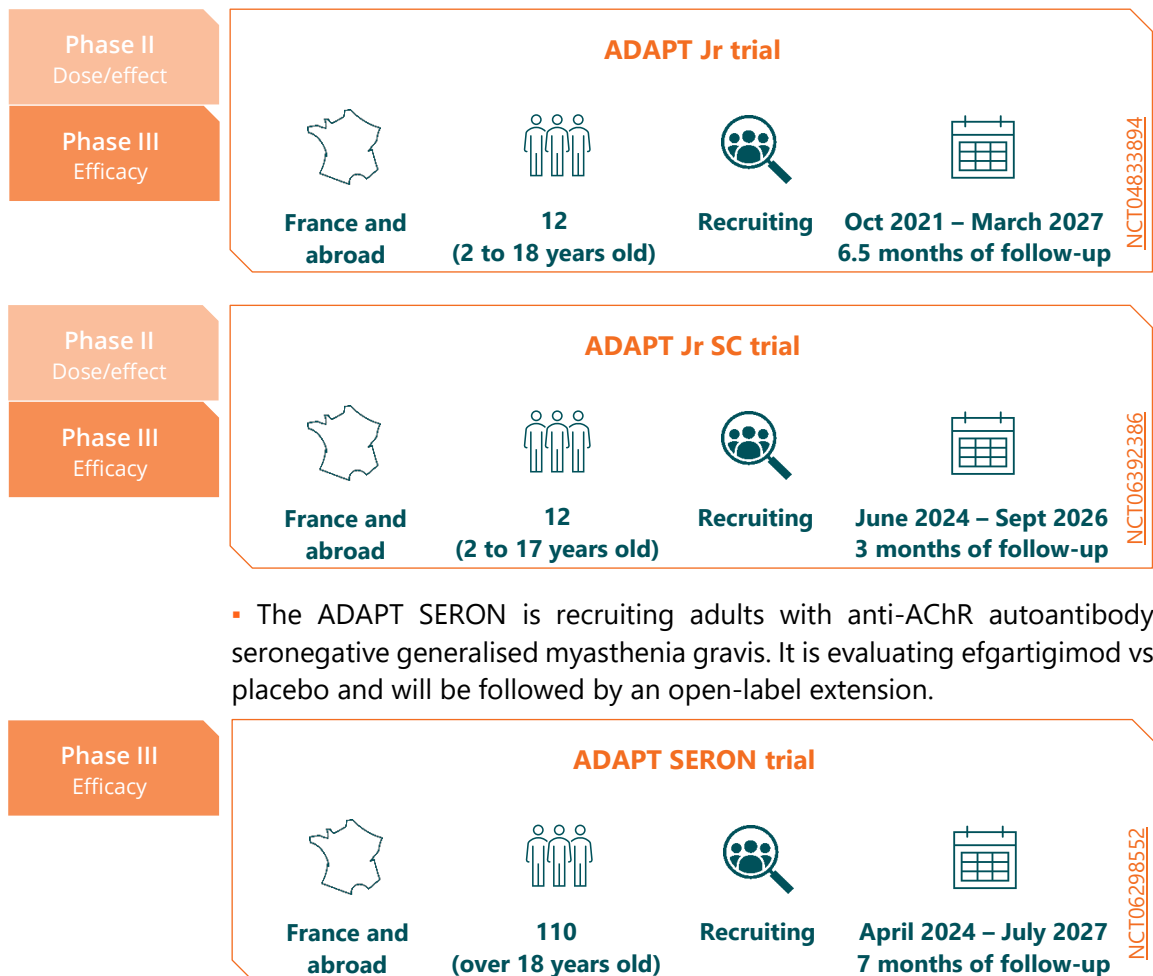 Phase II
Dose/effect
Phase III
Efficacy
ADAPT Jr trial
France and
abroad
12
(2 to 18 years old)
Recruiting
Oct 2021 – March 2027
6.5 months of follow-up
NCT04833894
Phase II
Dose/effect
Phase III
Efficacy
ADAPT Jr SC trial
France and
abroad
12
(2 to 17 years old)
Recruiting
June 2024 – Sept 2026
3 months of follow-up
NCT06392386
▪ The ADAPT SERON is recruiting adults with anti-AChR autoantibody
seronegative generalised myasthenia gravis. It is evaluating efgartigimod vs
placebo and will be followed by an open-label extension.
Phase III
Efficacy
ADAPT SERON trial
France and
abroad
110
(over 18 years old)
Recruiting
April 2024 – July 2027
7 months of follow-up
NCT06298552